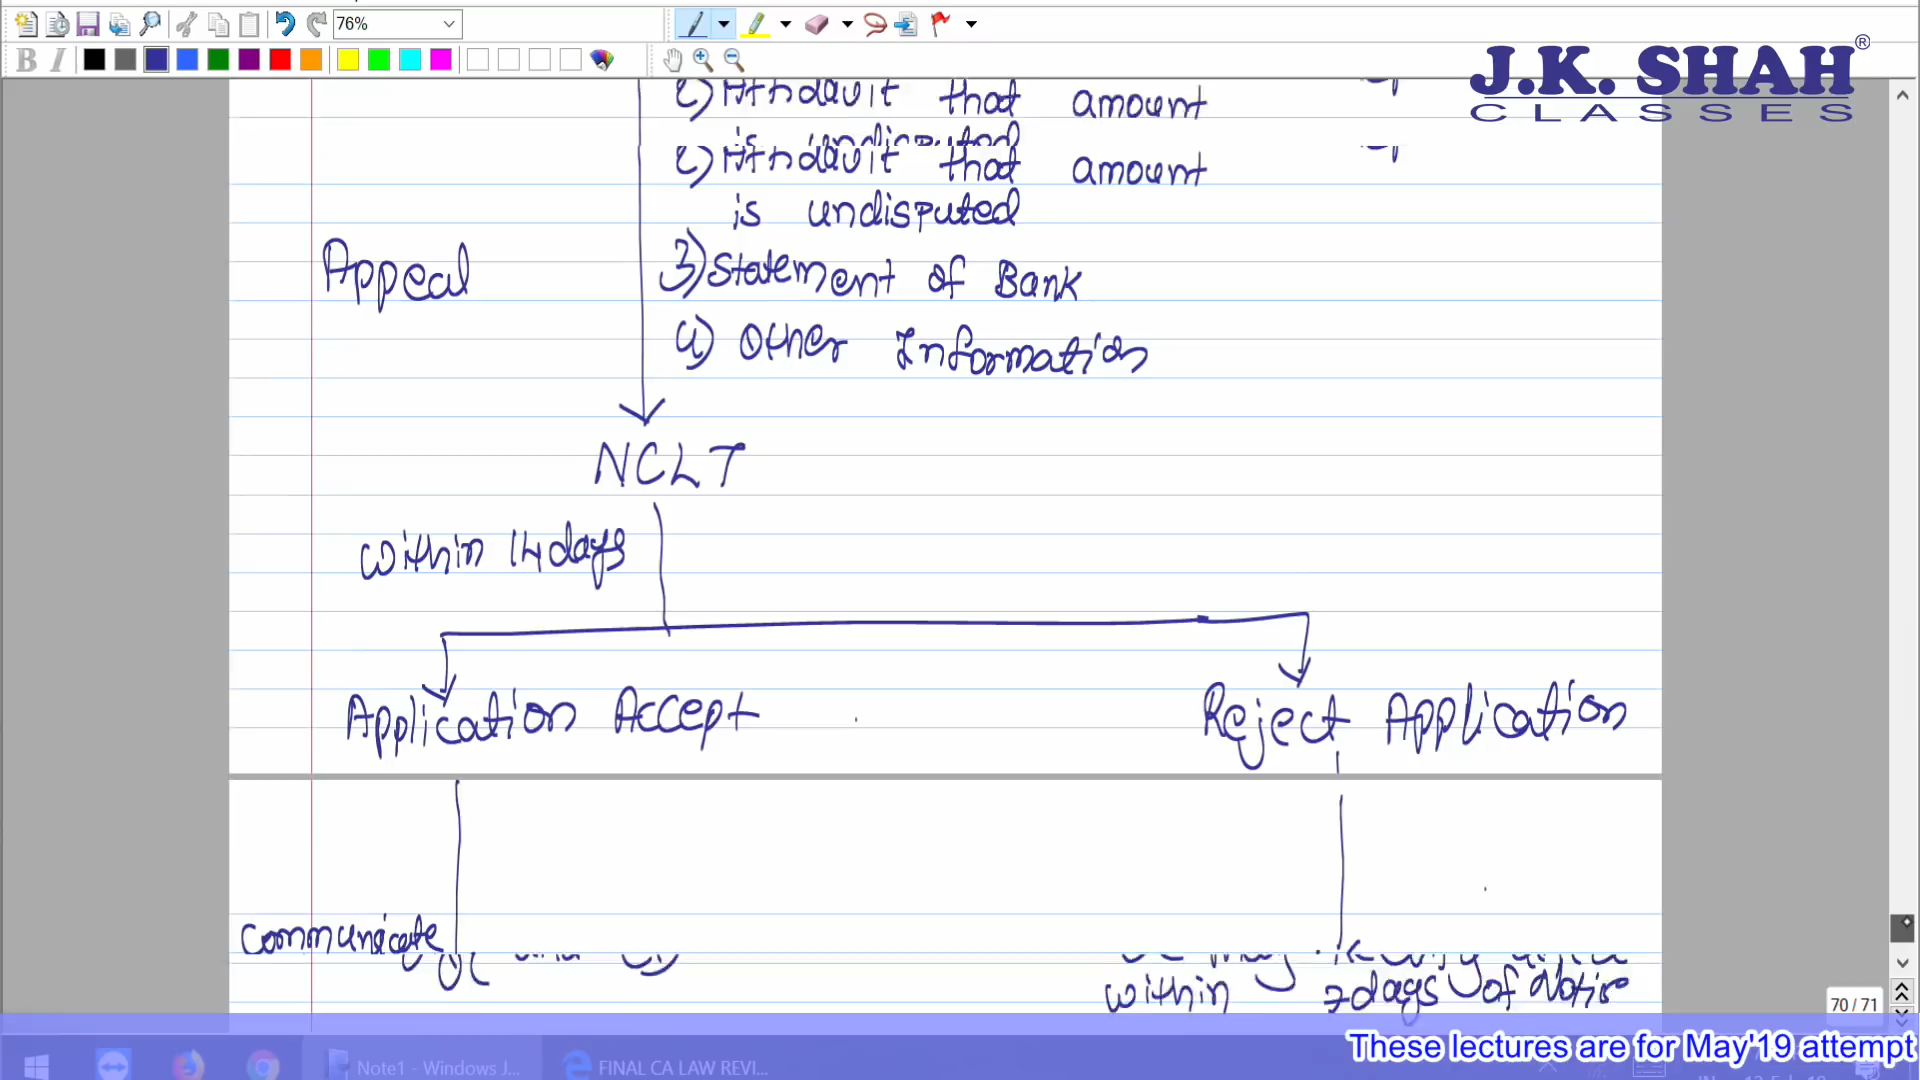 76%
B I
J.K. SHAH®
CLASSES
2) Affidavit that amount
is undisputed
2) Affidavit that amount
is undisputed
Appeal
3) Statement of Bank
4) Other Information
NCLT
within 14 days
Application Accept
Reject Application
communicate
within 7 days of Notice
70 / 71
These lectures are for May'19 attempt
Note1 - Windows J...
FINAL CA LAW REVI...